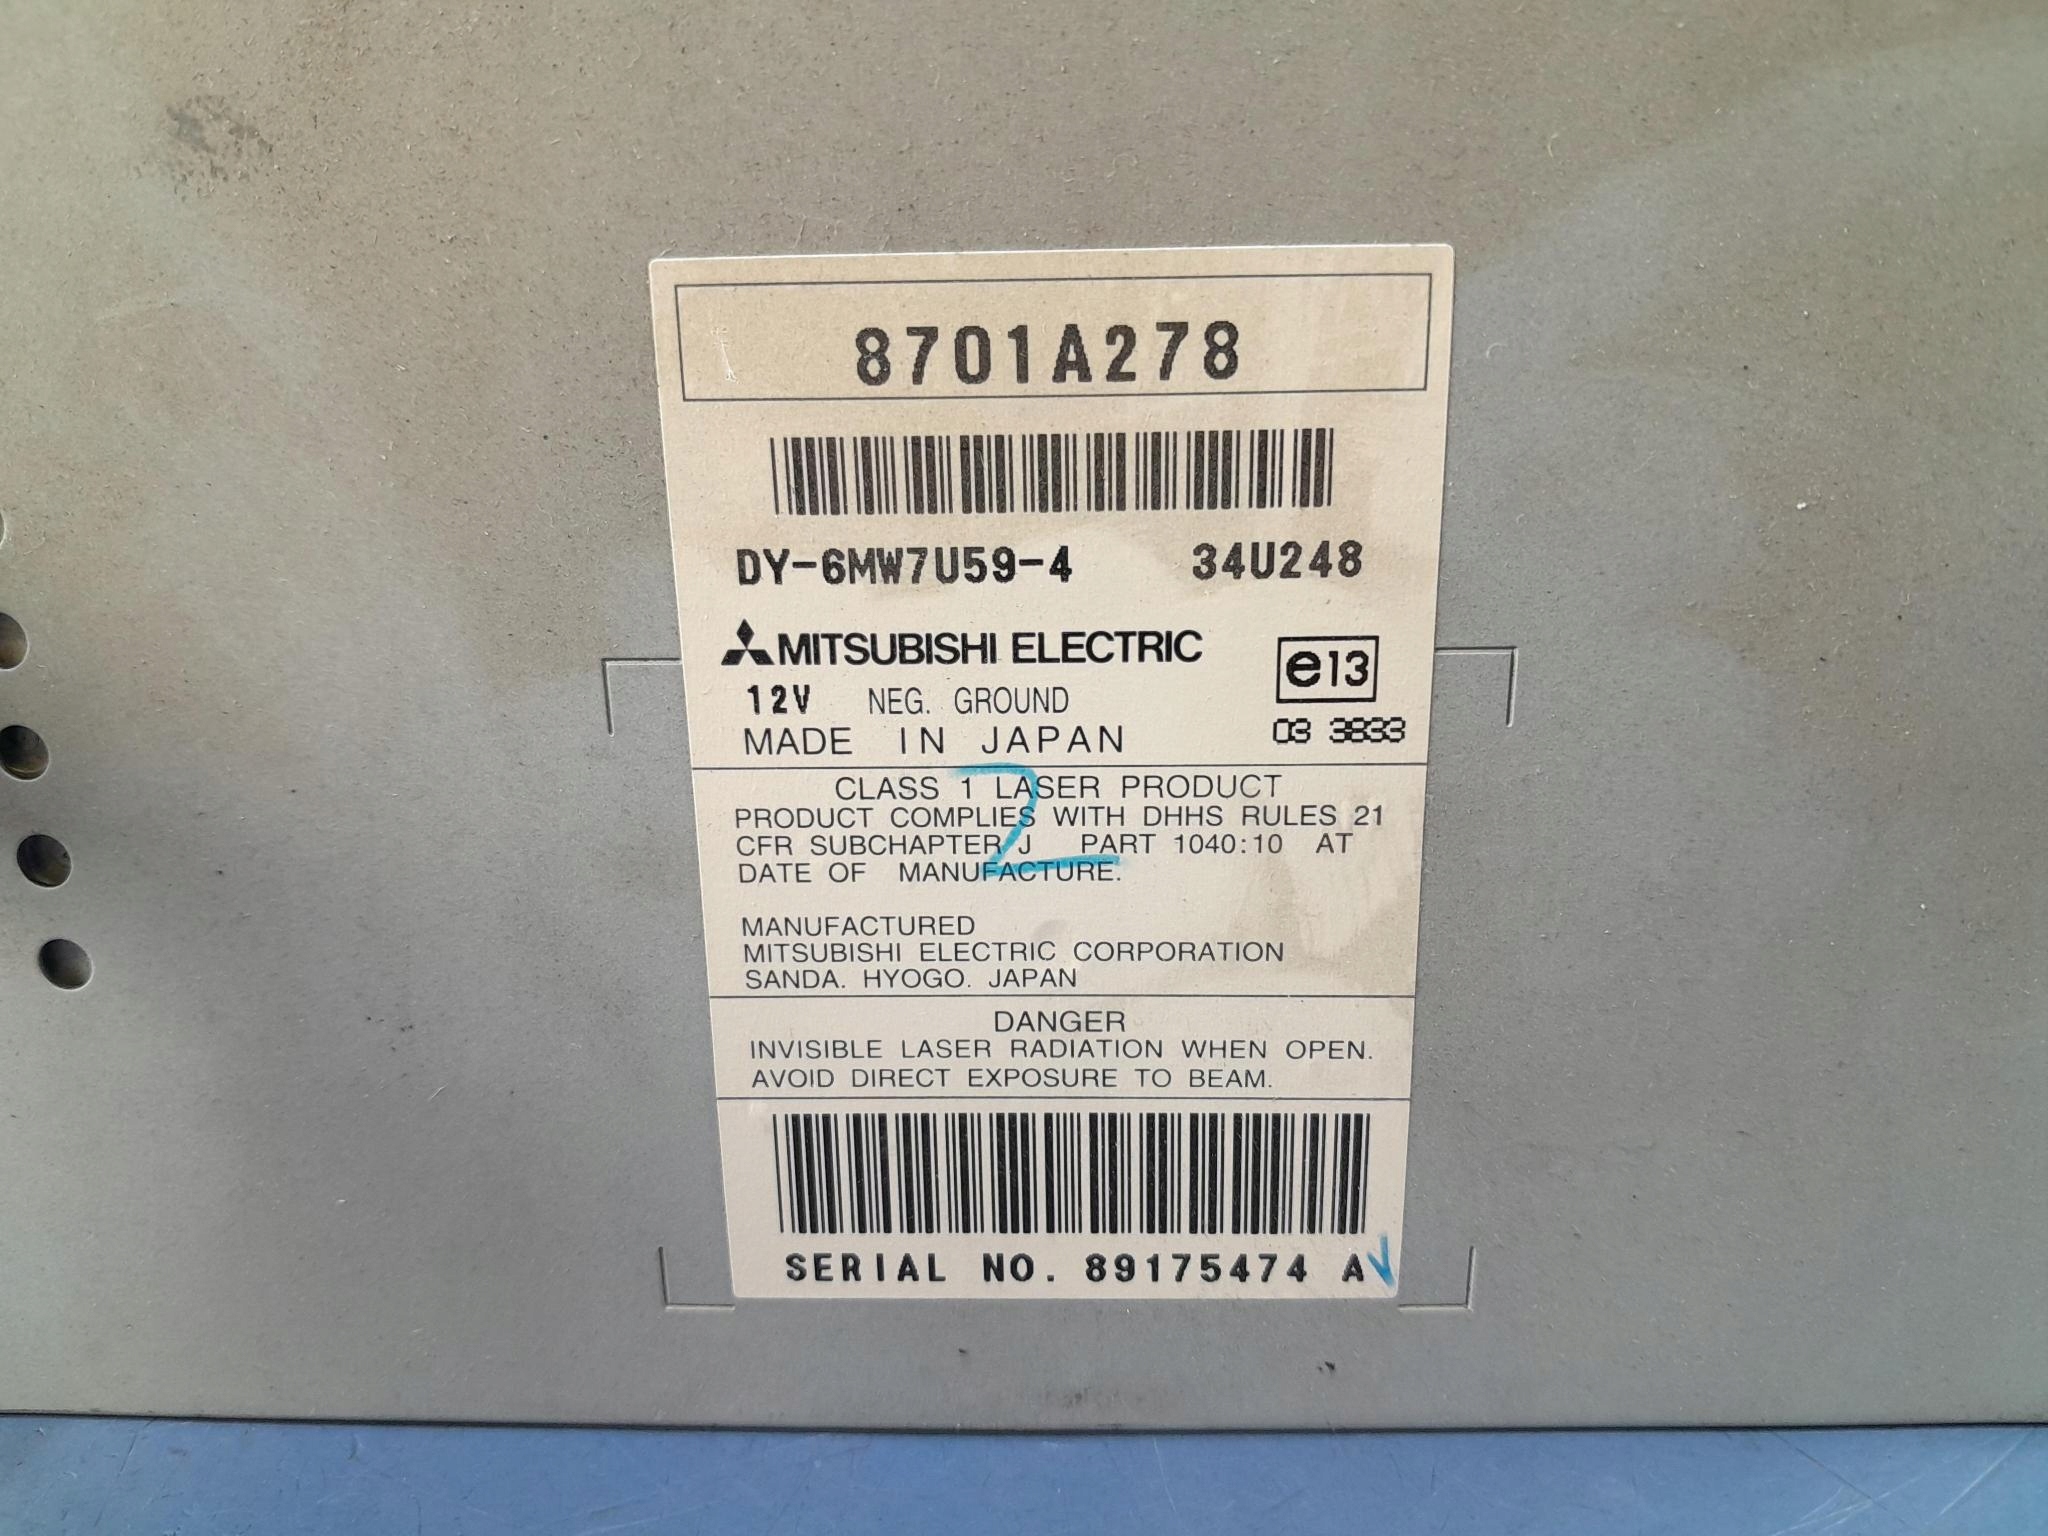 8701A278
DY-6MW7U59-4 34U248
MITSUBISHI ELECTRIC e13
12V NEG. GROUND
MADE IN JAPAN 03 3833
CLASS 1 LASER PRODUCT
PRODUCT COMPLIES WITH DHHS RULES 21
CFR SUBCHAPTER J PART 1040:10 AT
DATE OF MANUFACTURE.
2
MANUFACTURED
MITSUBISHI ELECTRIC CORPORATION
SANDA. HYOGO. JAPAN
DANGER
INVISIBLE LASER RADIATION WHEN OPEN.
AVOID DIRECT EXPOSURE TO BEAM.
SERIAL NO. 89175474 A